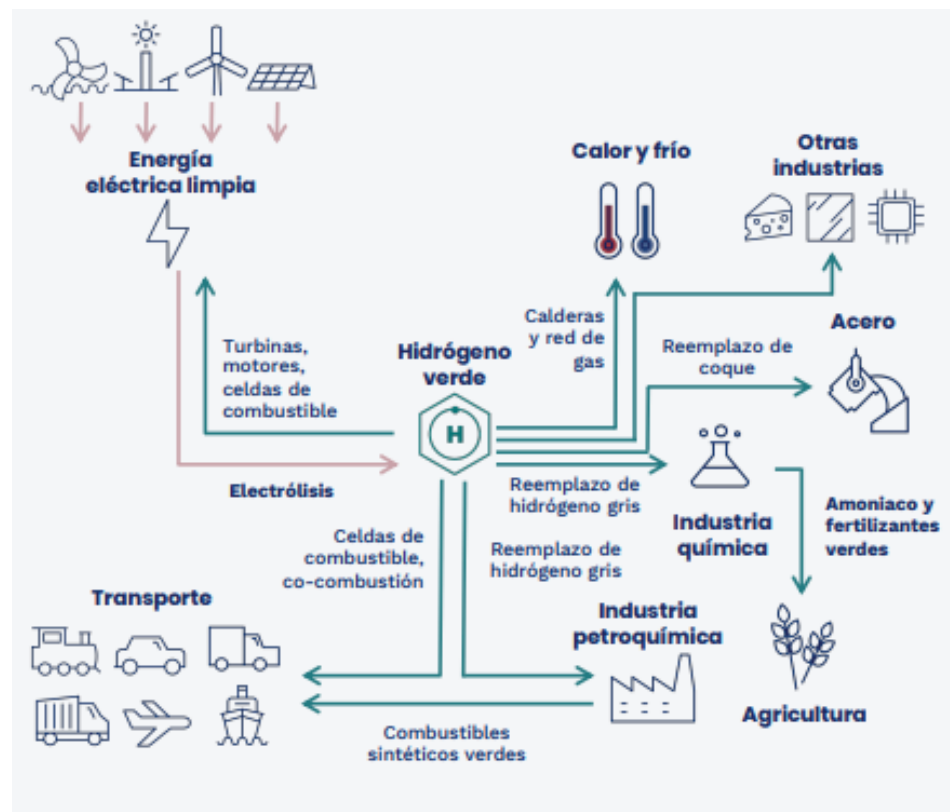 Energía
eléctrica limpia
Calor y frío
Otras
industrias
Turbinas,
motores,
celdas de
combustible
Hidrógeno
verde
H
Calderas
y red de
gas
Reemplazo de
coque
Acero
Electrólisis
Reemplazo de
hidrógeno gris
Industria
química
Amoniaco y
fertilizantes
verdes
Celdas de
combustible,
co-combustión
Reemplazo de
hidrógeno gris
Transporte
Industria
petroquímica
Agricultura
Combustibles
sintéticos verdes